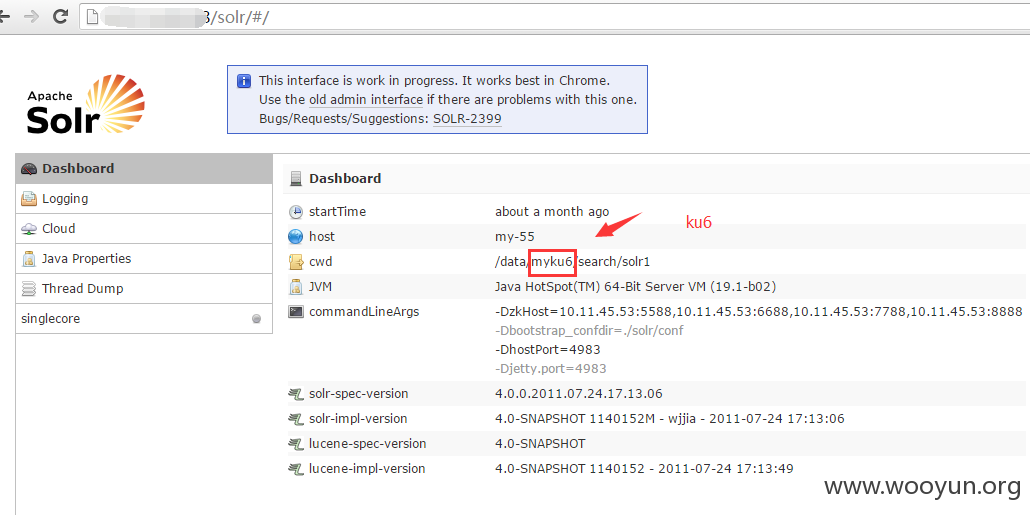 3/solr/#/
Apache
Solr
This interface is work in progress. It works best in Chrome.
Use the old admin interface if there are problems with this one.
Bugs/Requests/Suggestions: SOLR-2399
Dashboard
Logging
Cloud
Java Properties
Thread Dump
singlecore
Dashboard
startTime about a month ago
ku6
host my-55
cwd /data/myku6/search/solr1
JVM Java HotSpot(TM) 64-Bit Server VM (19.1-b02)
commandLineArgs -DzkHost=10.11.45.53:5588,10.11.45.53:6688,10.11.45.53:7788,10.11.45.53:8888
-Dbootstrap_confdir=./solr/conf
-DhostPort=4983
-Djetty.port=4983
solr-spec-version 4.0.0.2011.07.24.17.13.06
solr-impl-version 4.0-SNAPSHOT 1140152M - wjjia - 2011-07-24 17:13:06
lucene-spec-version 4.0-SNAPSHOT
lucene-impl-version 4.0-SNAPSHOT 1140152 - 2011-07-24 17:13:49
www.wooyun.org